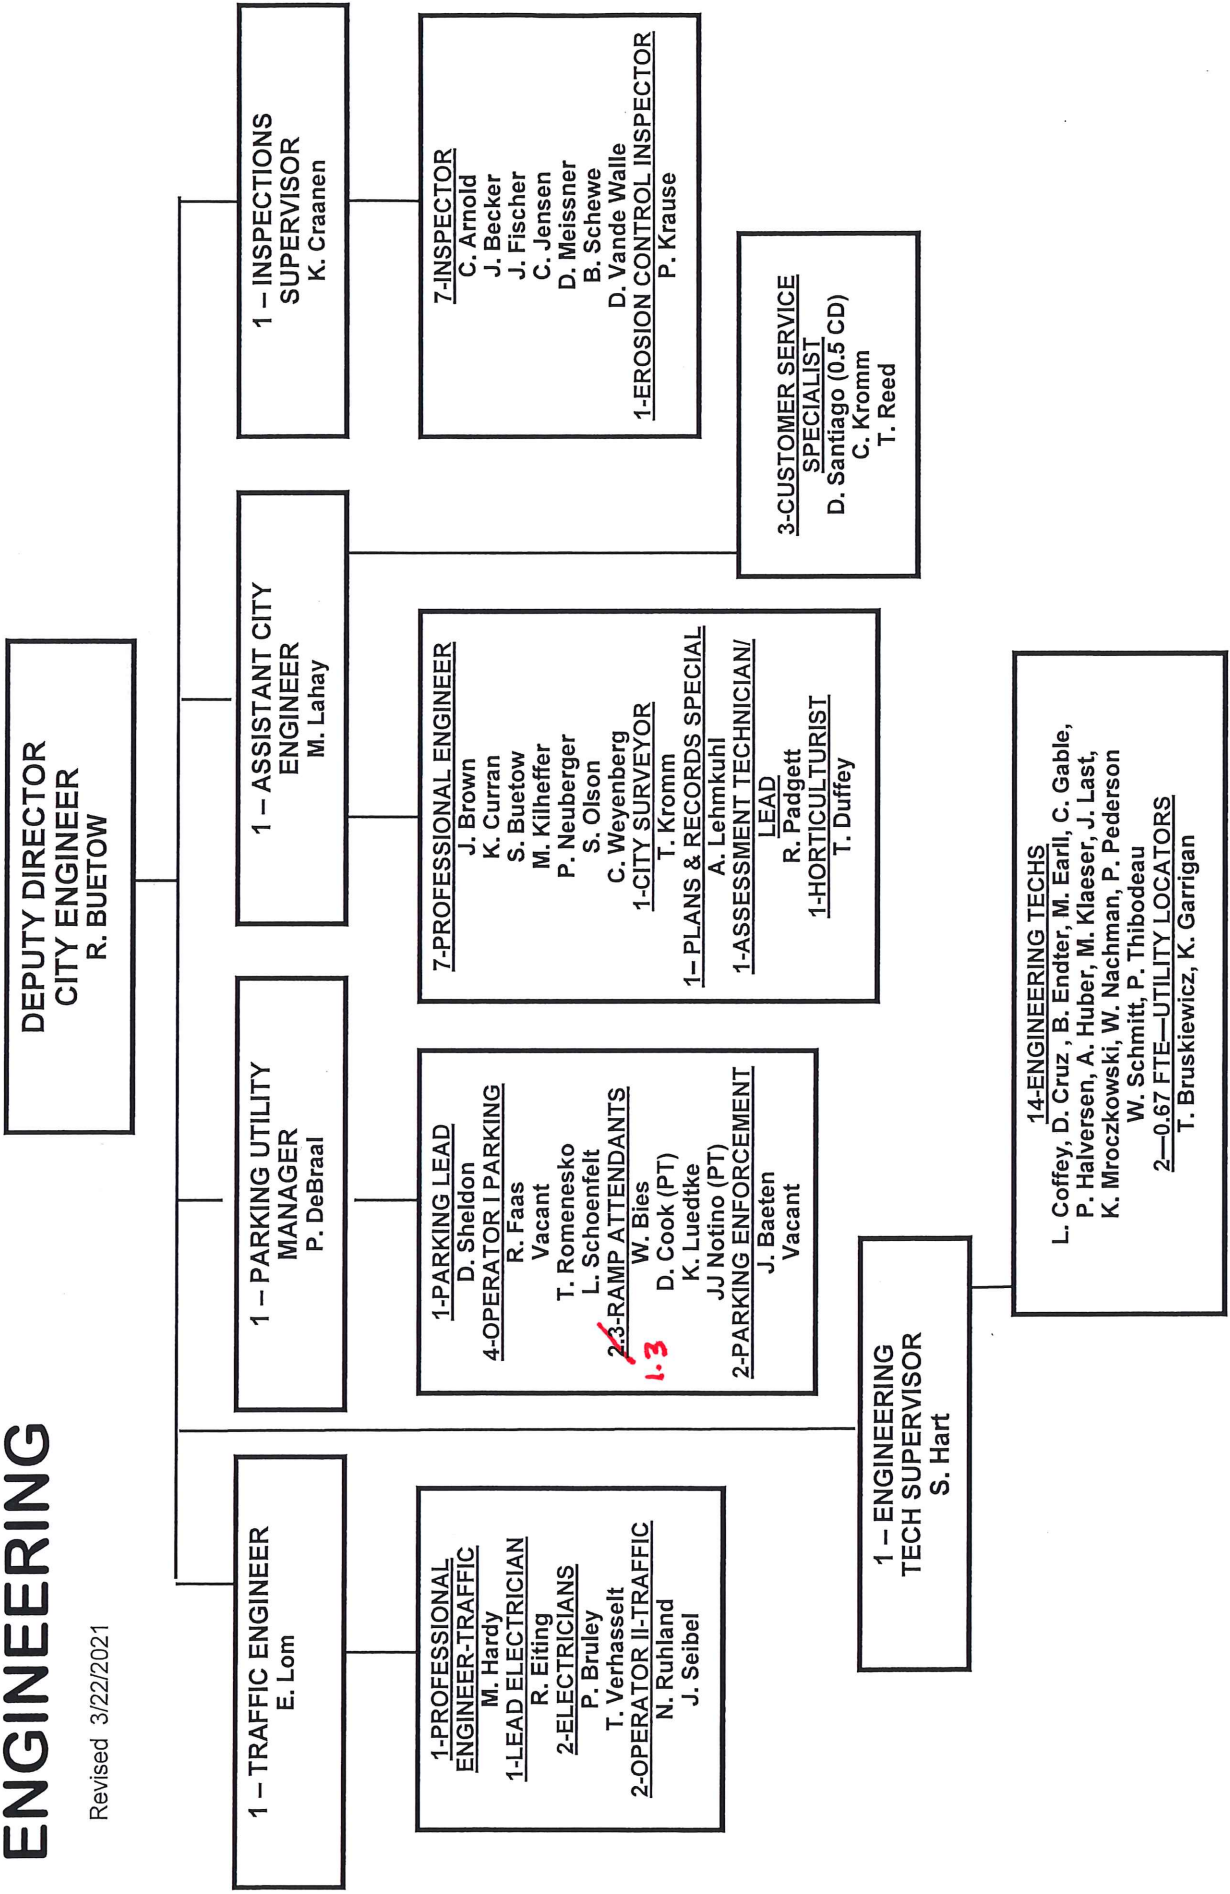 ENGINEERING
Revised 3/22/2021
DEPUTY DIRECTOR
CITY ENGINEER
R. BUETOW
1 – TRAFFIC ENGINEER
E. Lom
1-PROFESSIONAL
ENGINEER-TRAFFIC
M. Hardy
1-LEAD ELECTRICIAN
R. Eiting
2-ELECTRICIANS
P. Bruley
T. Verhasselt
2-OPERATOR II-TRAFFIC
N. Ruhland
J. Seibel
1 – PARKING UTILITY
MANAGER
P. DeBraal
1-PARKING LEAD
D. Sheldon
4-OPERATOR I PARKING
R. Faas
Vacant
T. Romenesko
L. Schoenfelt
2.3-RAMP ATTENDANTS
1.3
W. Bies
D. Cook (PT)
K. Luedtke
JJ Notino (PT)
2-PARKING ENFORCEMENT
J. Baeten
Vacant
1 – ASSISTANT CITY
ENGINEER
M. Lahay
7-PROFESSIONAL ENGINEER
J. Brown
K. Curran
S. Buetow
M. Kilheffer
P. Neuberger
S. Olson
C. Weyenberg
1-CITY SURVEYOR
T. Kromm
1– PLANS & RECORDS SPECIAL
A. Lehmkuhl
1-ASSESSMENT TECHNICIAN/
LEAD
R. Padgett
1-HORTICULTURIST
T. Duffey
1 – INSPECTIONS
SUPERVISOR
K. Craanen
7-INSPECTOR
C. Arnold
J. Becker
J. Fischer
C. Jensen
D. Meissner
B. Schewe
D. Vande Walle
1-EROSION CONTROL INSPECTOR
P. Krause
3-CUSTOMER SERVICE
SPECIALIST
D. Santiago (0.5 CD)
C. Kromm
T. Reed
1 – ENGINEERING
TECH SUPERVISOR
S. Hart
14-ENGINEERING TECHS
L. Coffey, D. Cruz , B. Endter, M. Earll, C. Gable,
P. Halversen, A. Huber, M. Klaeser, J. Last,
K. Mroczkowski, W. Nachman, P. Pederson
W. Schmitt, P. Thibodeau
2—0.67 FTE—UTILITY LOCATORS
T. Bruskiewicz, K. Garrigan